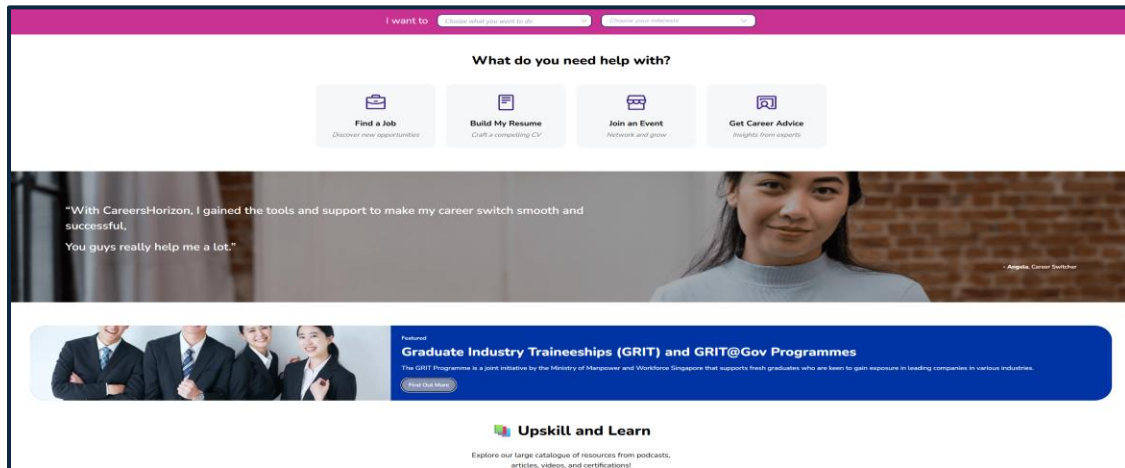 I want to Choose what you want to do Choose your interests
What do you need help with?
Find a Job Build My Resume Join an Event Get Career Advice
Discover new opportunities Craft a compelling CV Network and grow Insights from experts
“With CareersHorizon, I gained the tools and support to make my career switch smooth and
successful,
You guys really help me a lot.”
- Angela, Career Switcher
Featured
Graduate Industry Traineeships (GRIT) and GRIT@Gov Programmes
The GRIT Programme is a joint initiative by the Ministry of Manpower and Workforce Singapore that supports fresh graduates who are keen to gain exposure in leading companies in various industries.
Find Out More
Upskill and Learn
Explore our large catalogue of resources from podcasts,
articles, videos, and certifications!